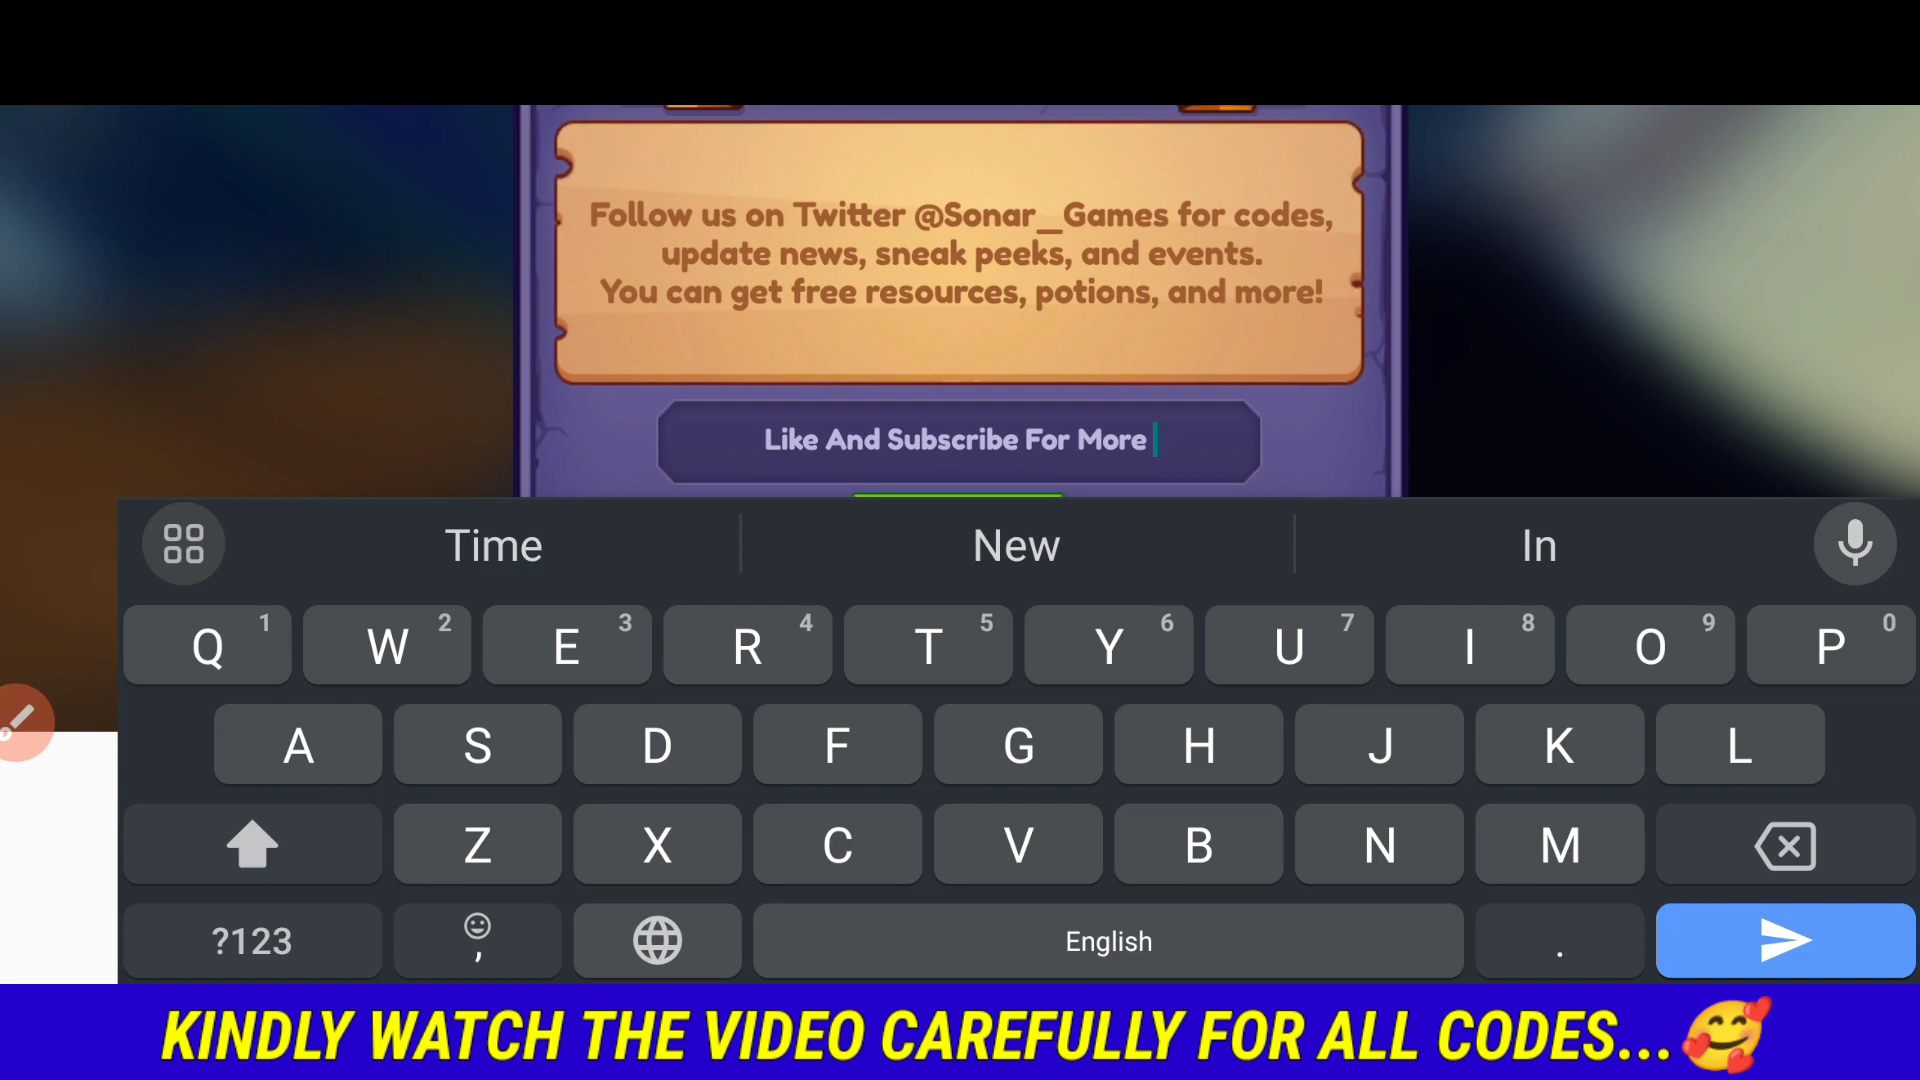 Follow us on Twitter @Sonar_Games for codes,
update news, sneak peeks, and events.
You can get free resources, potions, and more!
Like And Subscribe For More
Time New In
Q 1 W 2 E 3 R 4 T 5 Y 6 U 7 I 8 O 9 P 0
A S D F G H J K L
Z X C V B N M
?123 , English .
KINDLY WATCH THE VIDEO CAREFULLY FOR ALL CODES...🥰